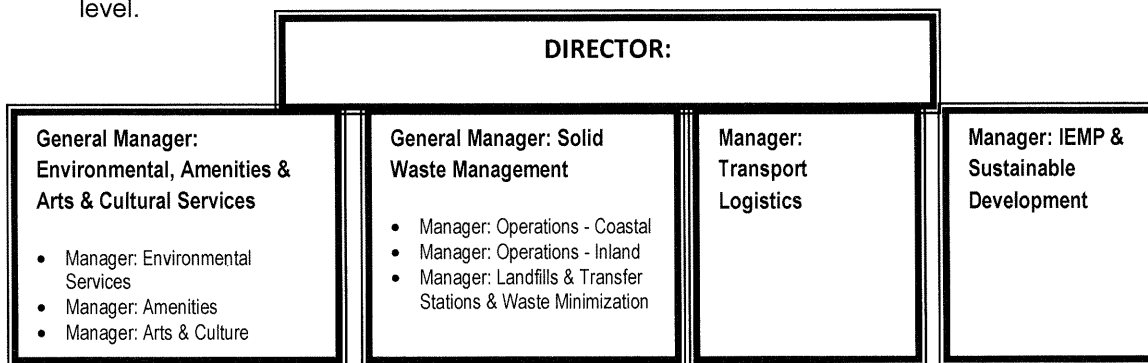 level.
DIRECTOR:
General Manager:
Environmental, Amenities &
Arts & Cultural Services
• Manager: Environmental
Services
• Manager: Amenities
• Manager: Arts & Culture
General Manager: Solid
Waste Management
• Manager: Operations - Coastal
• Manager: Operations - Inland
• Manager: Landfills & Transfer
Stations & Waste Minimization
Manager:
Transport
Logistics
Manager: IEMP &
Sustainable
Development